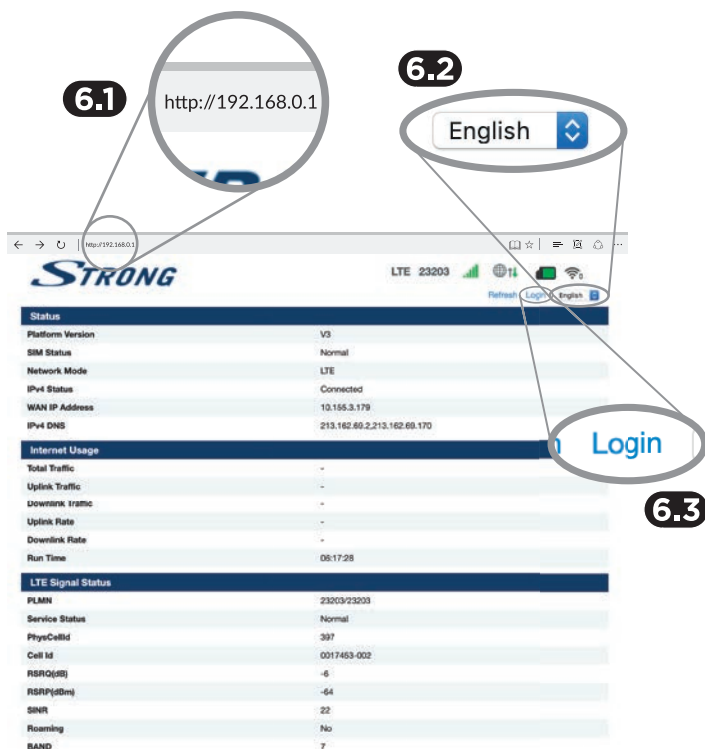 6.1
http://192.168.0.1
6.2
English
http://192.168.0.1
STRONG
LTE 23203
Refresh Login English
Status
Platform Version V3
SIM Status Normal
Network Mode LTE
IPv4 Status Connected
WAN IP Address 10.155.3.179
IPv4 DNS 213.162.69.2,213.162.69.170
Internet Usage
Total Traffic -
Uplink Traffic -
Downlink Traffic -
Uplink Rate -
Downlink Rate -
Run Time 06:17:28
Login
6.3
LTE Signal Status
PLMN 23203/23203
Service Status Normal
PhysCellId 397
Cell Id 0017453-002
RSRQ(dB) -6
RSRP(dBm) -64
SINR 22
Roaming No
BAND 7